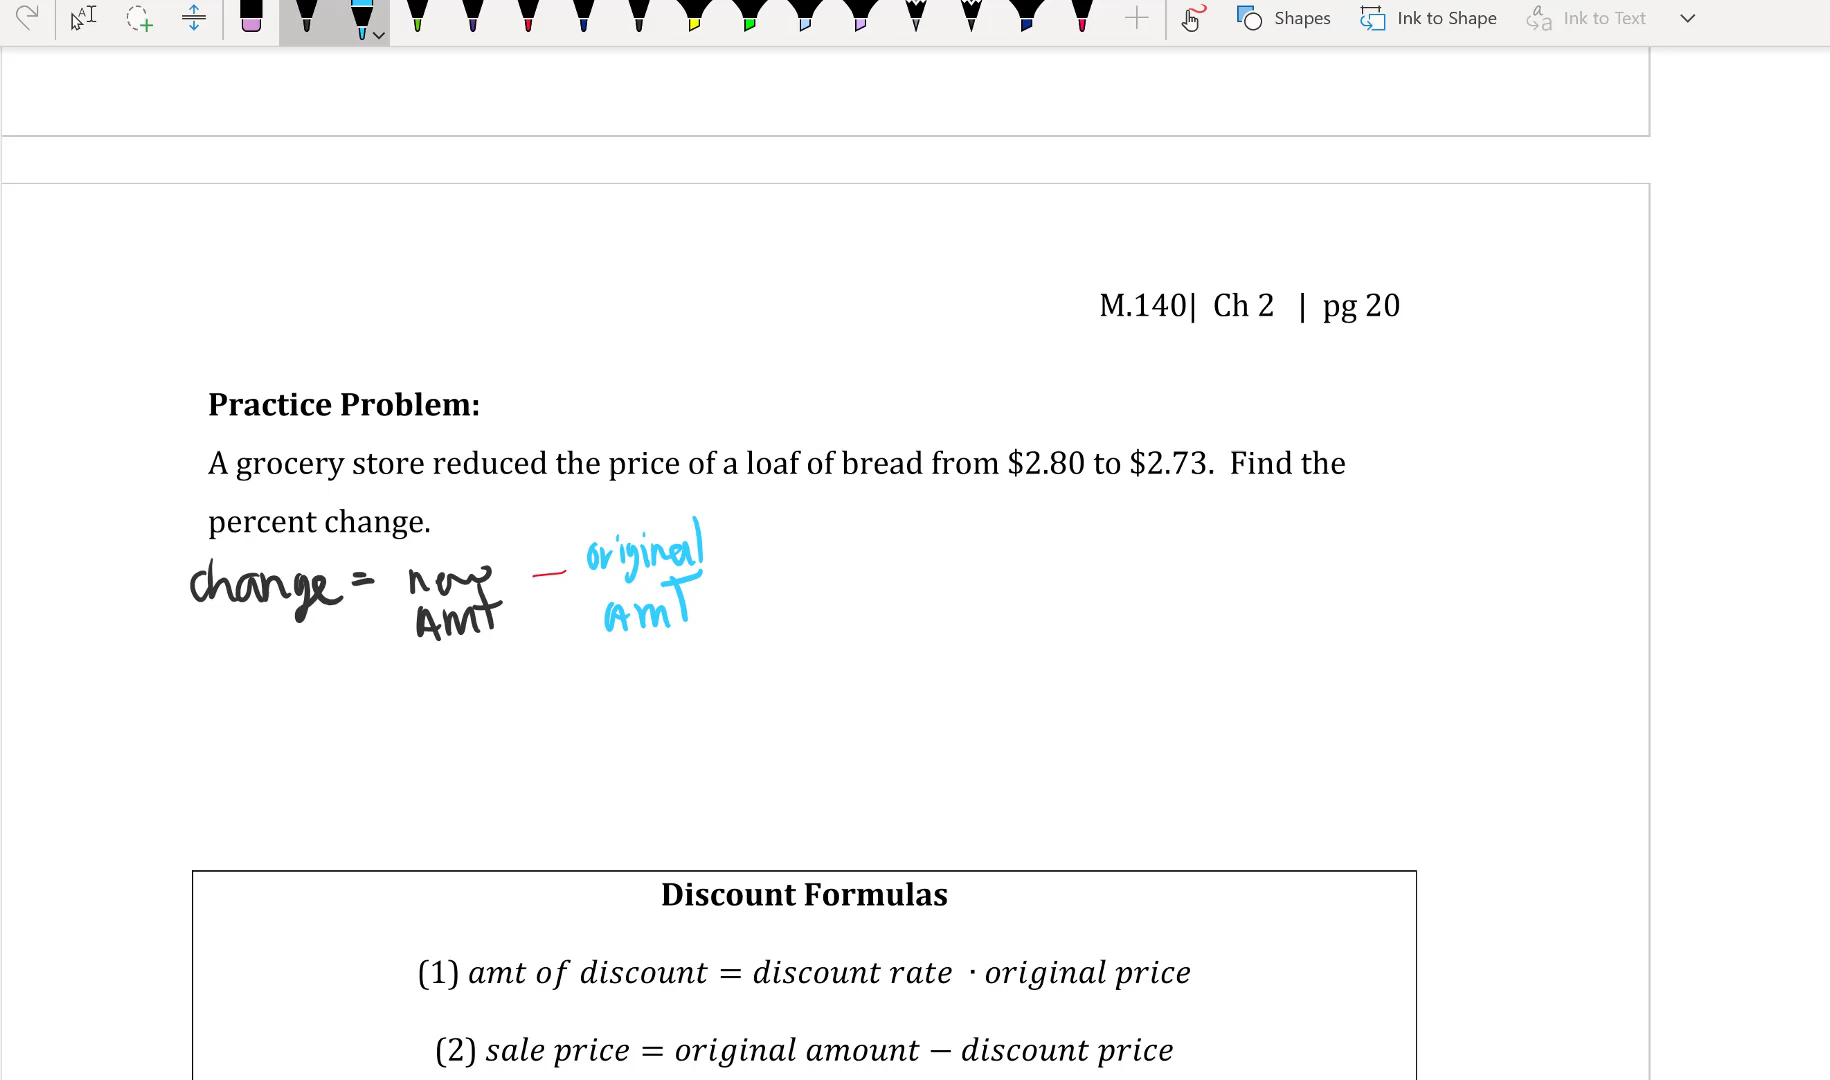 Shapes
Ink to Shape
Ink to Text
M.140| Ch 2 | pg 20
Practice Problem:
A grocery store reduced the price of a loaf of bread from $2.80 to $2.73. Find the
percent change.
change = new AMT — original amT
Discount Formulas
(1) amt of discount = discount rate · original price
(2) sale price = original amount − discount price